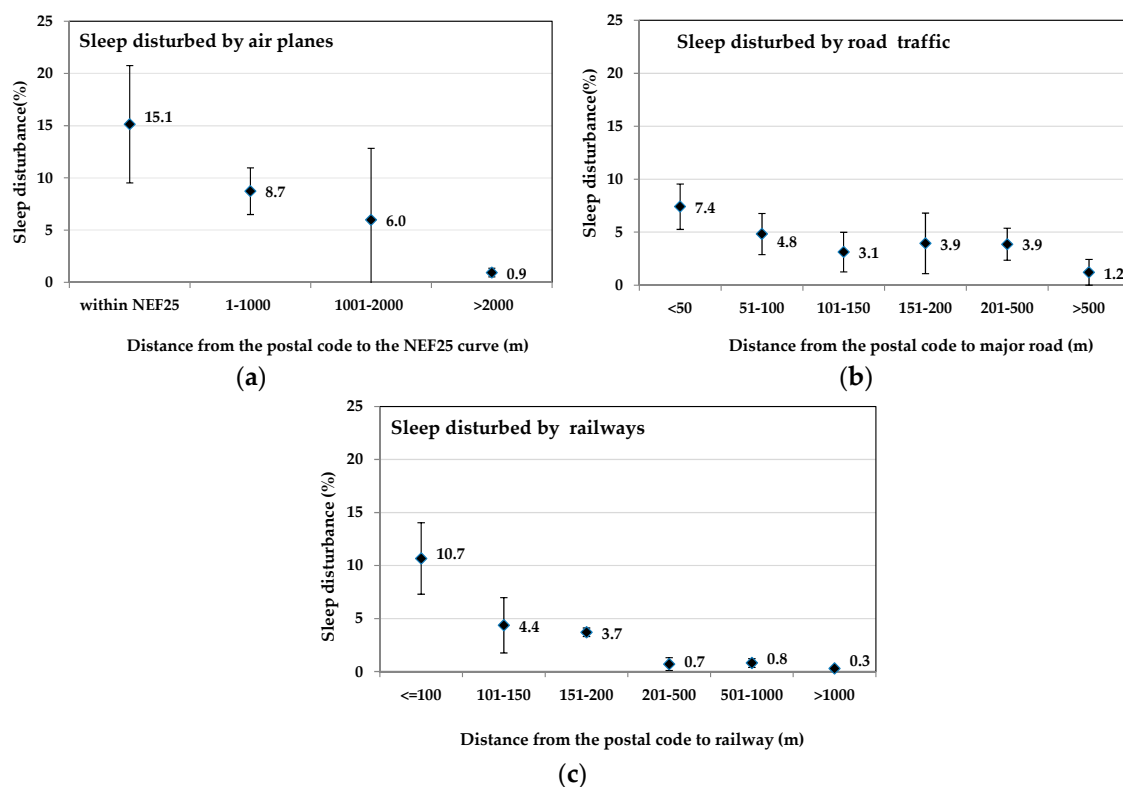 Sleep disturbed by air planes
Sleep disturbance(%)
25
20
15
10
5
0
15.1
8.7
6.0
0.9
within NEF25 1-1000 1001-2000 >2000
Distance from the postal code to the NEF25 curve (m)
(a)
Sleep disturbed by road traffic
Sleep disturbance(%)
25
20
15
10
5
0
7.4
4.8
3.1
3.9
3.9
1.2
<50 51-100 101-150 151-200 201-500 >500
Distance from the postal code to major road (m)
(b)
Sleep disturbed by railways
Sleep disturbance (%)
25
20
15
10
5
0
10.7
4.4
3.7
0.7
0.8
0.3
<=100 101-150 151-200 201-500 501-1000 >1000
Distance from the postal code to railway (m)
(c)